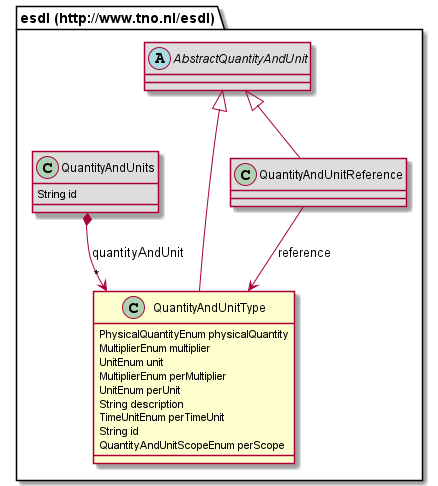 esdl (http://www.tno.nl/esdl)
A AbstractQuantityAndUnit
C QuantityAndUnits
String id
C QuantityAndUnitReference
quantityAndUnit
reference
*
C QuantityAndUnitType
PhysicalQuantityEnum physicalQuantity
MultiplierEnum multiplier
UnitEnum unit
MultiplierEnum perMultiplier
UnitEnum perUnit
String description
TimeUnitEnum perTimeUnit
String id
QuantityAndUnitScopeEnum perScope